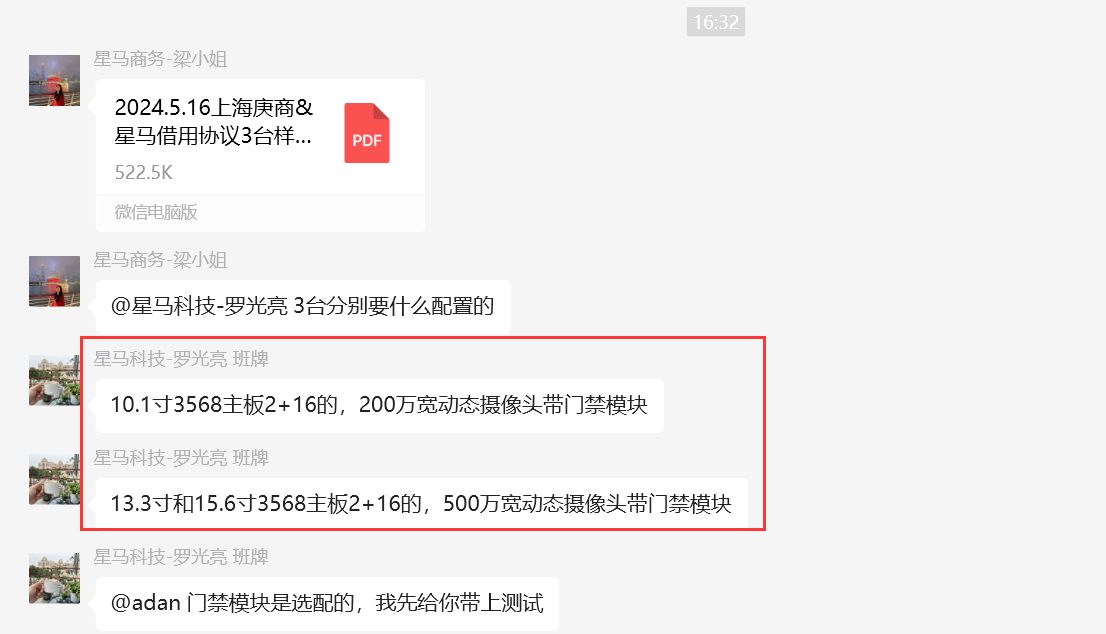 16:32
星马商务-梁小姐
2024.5.16上海庚商&
星马借用协议3台样...
PDF
522.5K
微信电脑版
星马商务-梁小姐
@星马科技-罗光亮 3台分别要什么配置的
星马科技-罗光亮 班牌
10.1寸3568主板2+16的，200万宽动态摄像头带门禁模块
星马科技-罗光亮 班牌
13.3寸和15.6寸3568主板2+16的，500万宽动态摄像头带门禁模块
星马科技-罗光亮 班牌
@adan 门禁模块是选配的，我先给你带上测试